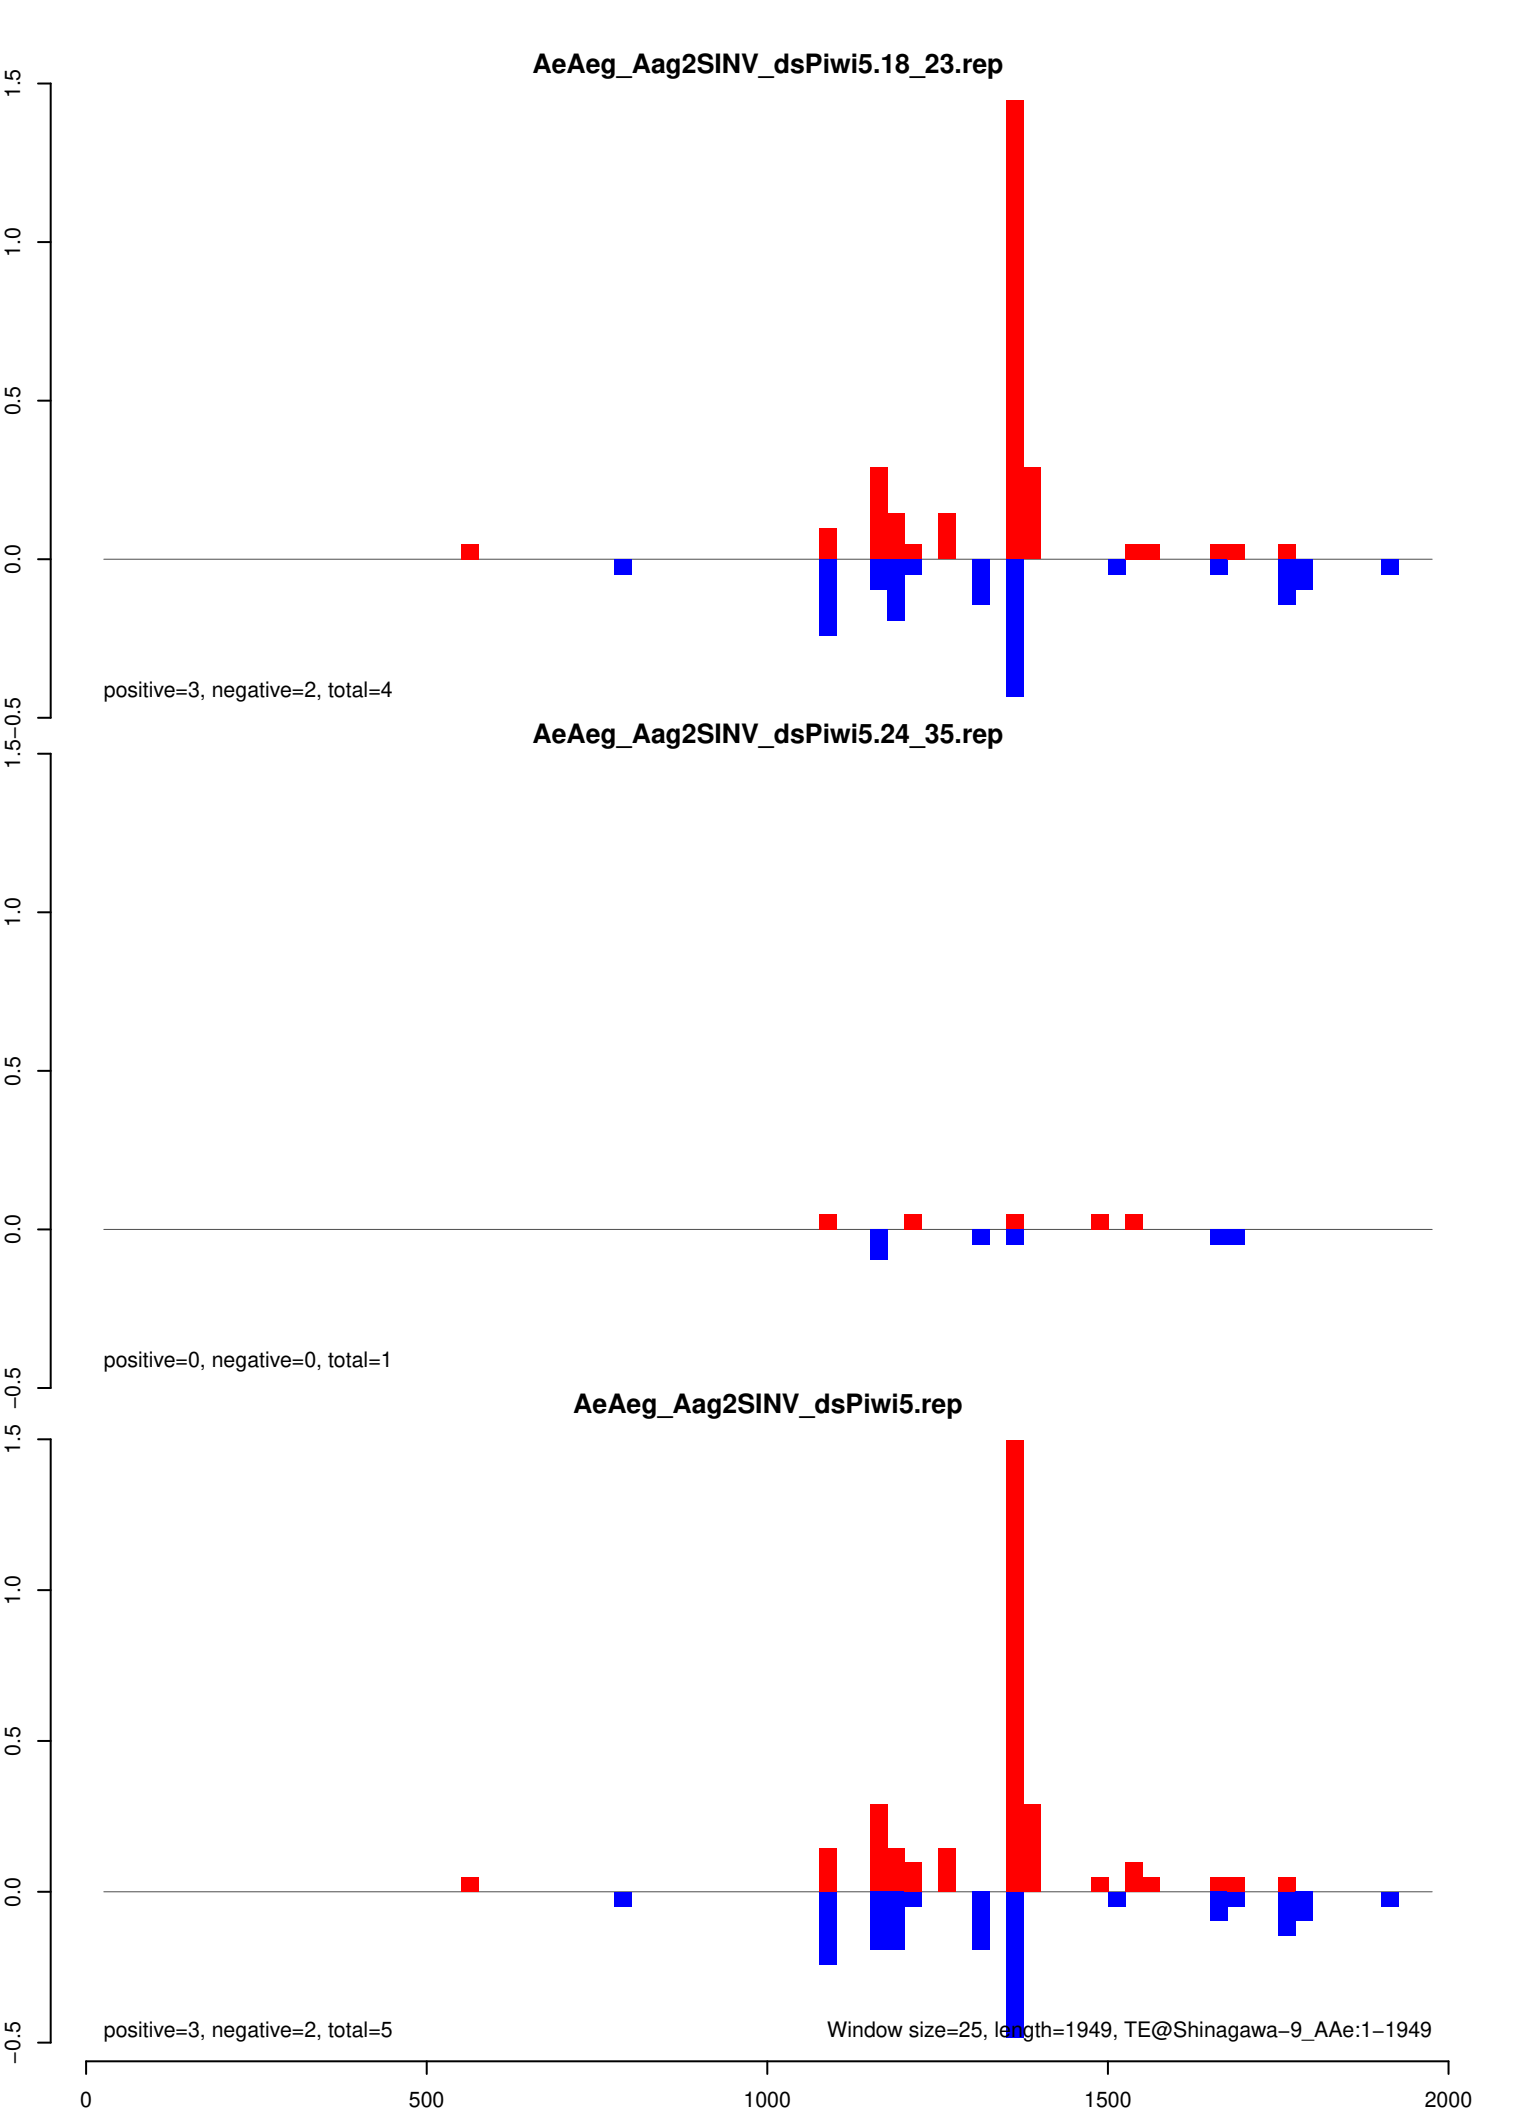 AeAeg_Aag2SINV_dsPiwi5.18_23.rep
1.5
1.0
0.5
0.0
−0.5
positive=3, negative=2, total=4
AeAeg_Aag2SINV_dsPiwi5.24_35.rep
1.5
1.0
0.5
0.0
−0.5
positive=0, negative=0, total=1
AeAeg_Aag2SINV_dsPiwi5.rep
1.5
1.0
0.5
0.0
−0.5
positive=3, negative=2, total=5
Window size=25, length=1949, TE@Shinagawa−9_AAe:1−1949
0 500 1000 1500 2000